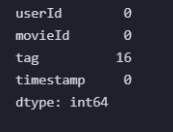 userId 0
movieId 0
tag 16
timestamp 0
dtype: int64